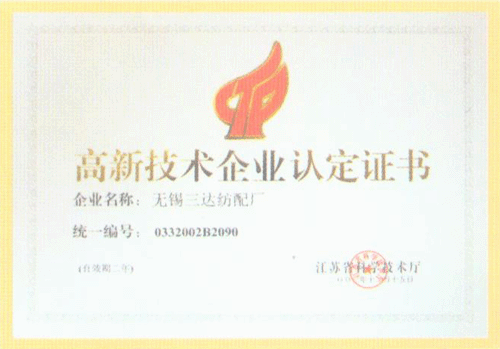 高新技术企业认定证书
企业名称：无锡三达纺配厂
统一编号：0332002B2090
(有效期二年)
江苏省科学技术厅